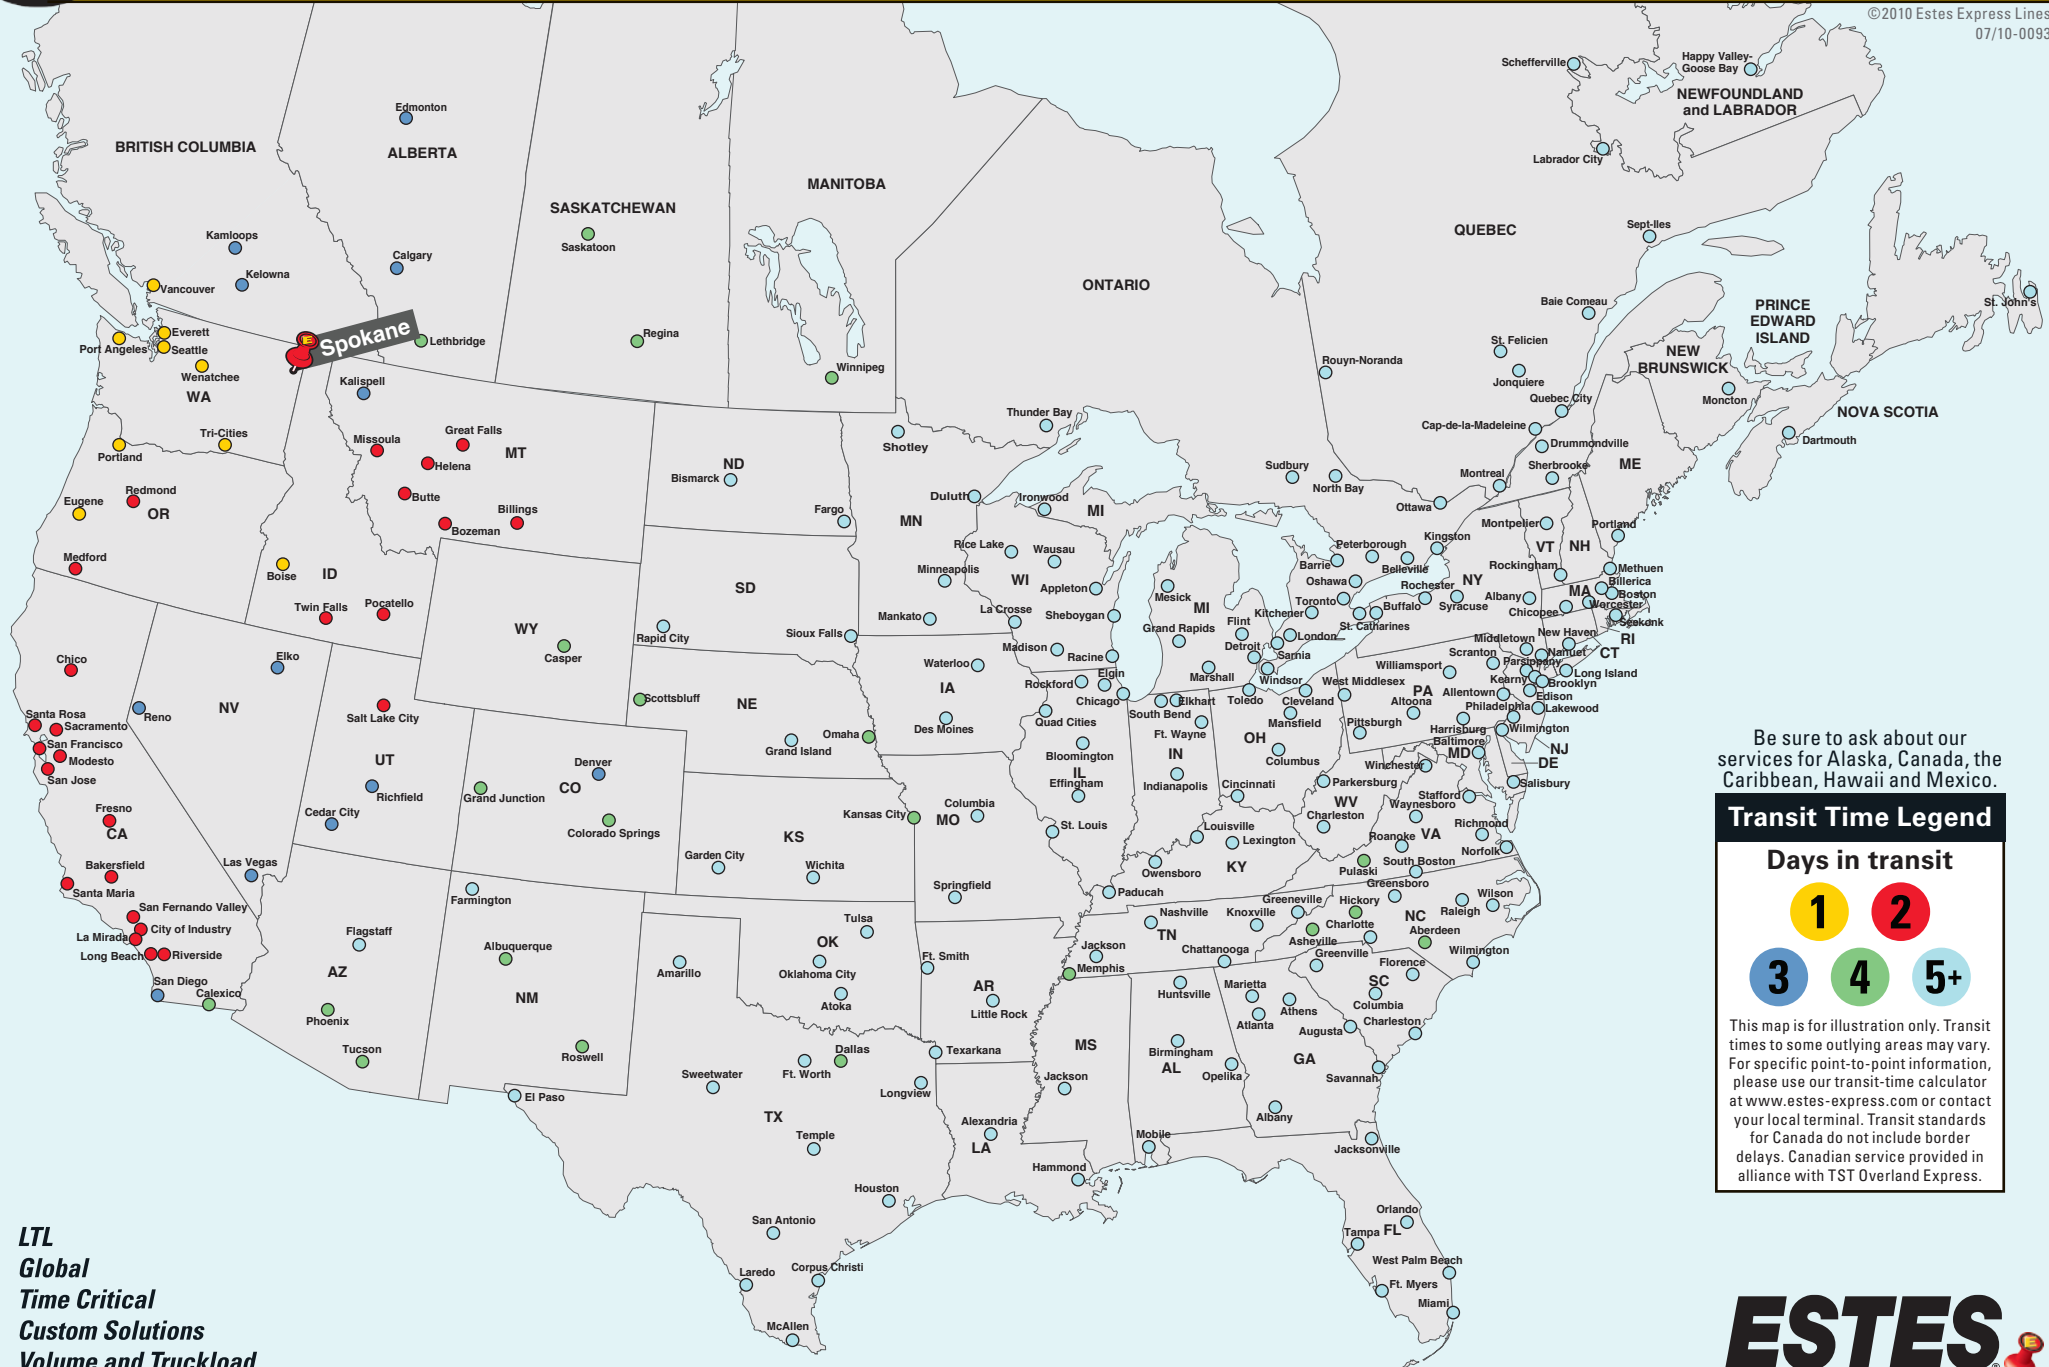 ©2010 Estes Express Lines
07/10-0093
Schefferville
Happy Valley-
Goose Bay
NEWFOUNDLAND
and LABRADOR
Labrador City
Edmonton
BRITISH COLUMBIA
ALBERTA
MANITOBA
SASKATCHEWAN
Saskatoon
QUEBEC
Sept-Iles
Kamloops
Kelowna
Calgary
Vancouver
ONTARIO
Baie Comeau
PRINCE
EDWARD
ISLAND
St. John's
Everett
Port Angeles
Seattle
Wenatchee
WA
Spokane
Lethbridge
Regina
Winnipeg
Rouyn-Noranda
St. Felicien
Jonquiere
NEW
BRUNSWICK
Moncton
Quebec City
NOVA SCOTIA
Dartmouth
Kalispell
Thunder Bay
Shotley
Cap-de-la-Madeleine
Drummondville
Sherbrooke
ME
Tri-Cities
Portland
Missoula
Great Falls
MT
Helena
Butte
Bozeman
Billings
ND
Bismarck
Fargo
Duluth
Ironwood
MI
MN
Sudbury
North Bay
Montreal
Ottawa
Redmond
Eugene
OR
Medford
Boise
ID
Twin Falls
Pocatello
SD
Rapid City
Sioux Falls
Rice Lake
Wausau
Minneapolis
WI
Appleton
Mankato
La Crosse
Sheboygan
Madison
Racine
Mesick
MI
Grand Rapids
Flint
Detroit
Marshall
Peterborough
Kingston
Barrie
Belleville
Oshawa
Toronto
Kitchener
London
Sarnia
Windsor
St. Catharines
Buffalo
Rochester
Syracuse
NY
Albany
Montpelier
VT
NH
Portland
Rockingham
Methuen
Billerica
Boston
MA
Worcester
Chicopee
Seekonk
RI
New Haven
CT
Middletown
Nanuet
Scranton
Parsippany
Long Island
Kearny
Brooklyn
Edison
Lakewood
Williamsport
West Middlesex
PA
Altoona
Allentown
Philadelphia
Harrisburg
Pittsburgh
Wilmington
NJ
DE
Baltimore
MD
Salisbury
WY
Casper
Chico
Elko
NV
Reno
Santa Rosa
Sacramento
San Francisco
Modesto
San Jose
Fresno
CA
Salt Lake City
UT
Richfield
Cedar City
Las Vegas
Scottsbluff
NE
Omaha
Grand Island
Denver
CO
Grand Junction
Colorado Springs
Waterloo
IA
Des Moines
Rockford
Elgin
Chicago
Quad Cities
Bloomington
IL
Effingham
South Bend
Elkhart
Ft. Wayne
IN
Indianapolis
Toledo
Cleveland
Mansfield
OH
Columbus
Cincinnati
Parkersburg
WV
Charleston
Winchester
Stafford
Waynesboro
Richmond
VA
Roanoke
Norfolk
South Boston
Pulaski
KS
Garden City
Wichita
Kansas City
Columbia
MO
St. Louis
Springfield
Louisville
Lexington
Owensboro
KY
Paducah
Bakersfield
Santa Maria
San Fernando Valley
City of Industry
La Mirada
Long Beach
Riverside
San Diego
Calexico
Flagstaff
AZ
Phoenix
Tucson
Farmington
Albuquerque
NM
Roswell
Amarillo
Tulsa
OK
Oklahoma City
Atoka
Ft. Smith
AR
Little Rock
Nashville
TN
Knoxville
Jackson
Memphis
Chattanooga
Greeneville
Hickory
Greensboro
Wilson
Raleigh
NC
Charlotte
Asheville
Aberdeen
Wilmington
Greenville
Florence
SC
Columbia
Charleston
Huntsville
Marietta
Athens
Atlanta
Augusta
MS
Birmingham
AL
Opelika
GA
Savannah
Jackson
Albany
Dallas
Ft. Worth
Sweetwater
Texarkana
Longview
El Paso
TX
Temple
Alexandria
LA
Mobile
Hammond
Jacksonville
Houston
San Antonio
Orlando
Tampa
FL
West Palm Beach
Ft. Myers
Miami
Laredo
Corpus Christi
McAllen
Be sure to ask about our
services for Alaska, Canada, the
Caribbean, Hawaii and Mexico.
Transit Time Legend
Days in transit
1 2
3 4 5+
This map is for illustration only. Transit
times to some outlying areas may vary.
For specific point-to-point information,
please use our transit-time calculator
at www.estes-express.com or contact
your local terminal. Transit standards
for Canada do not include border
delays. Canadian service provided in
alliance with TST Overland Express.
LTL
Global
Time Critical
Custom Solutions
Volume and Truckload
ESTES